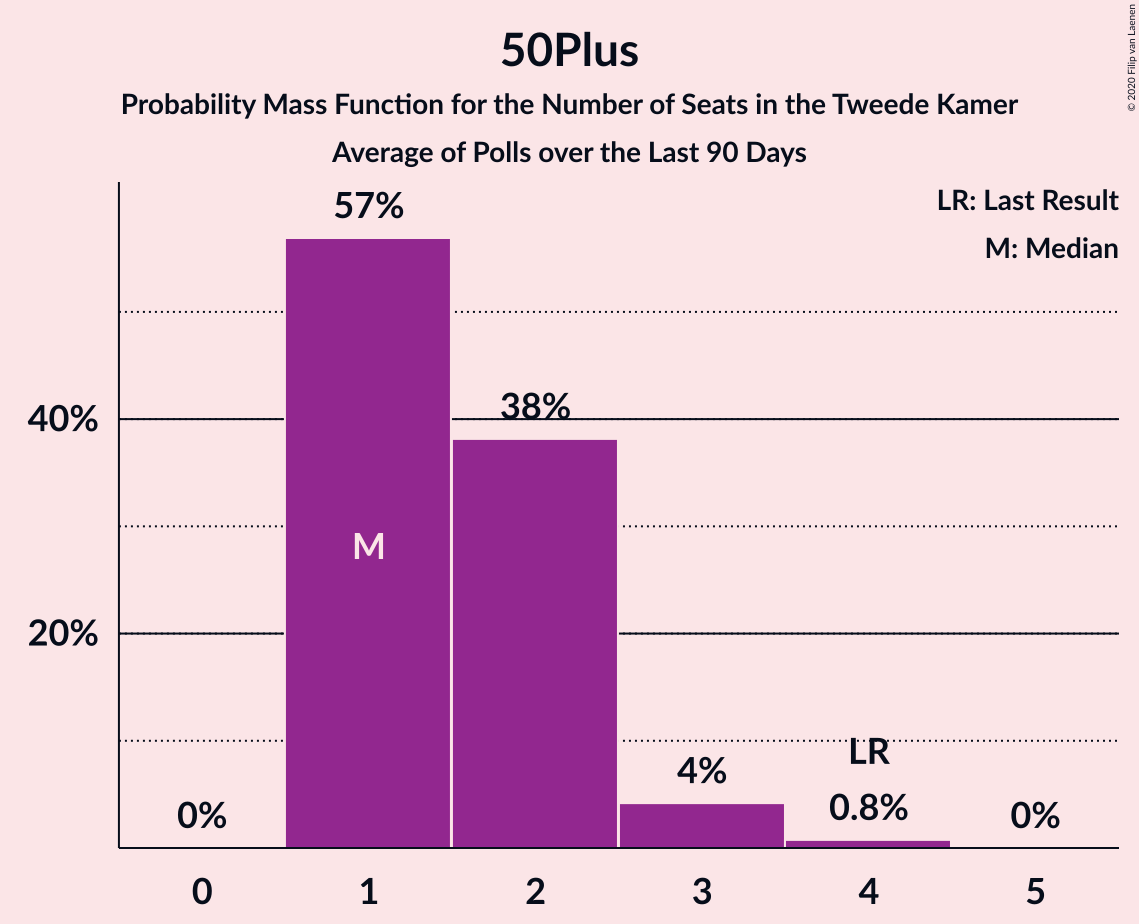 50Plus
Probability Mass Function for the Number of Seats in the Tweede Kamer
Average of Polls over the Last 90 Days
© 2020 Filip van Laenen
LR: Last Result
M: Median
57%
38%
40%
M
20%
LR
4%
0.8%
0%
0%
0 1 2 3 4 5